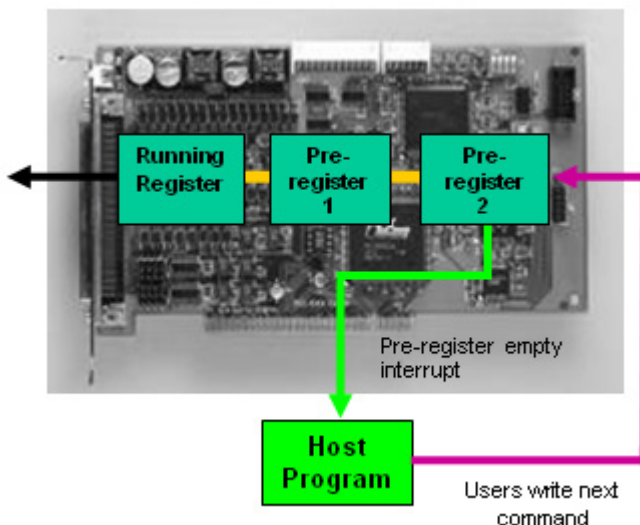 Running
Register
Pre-
register
1
Pre-
register
2
Pre-register empty
interrupt
Host
Program
Users write next
command